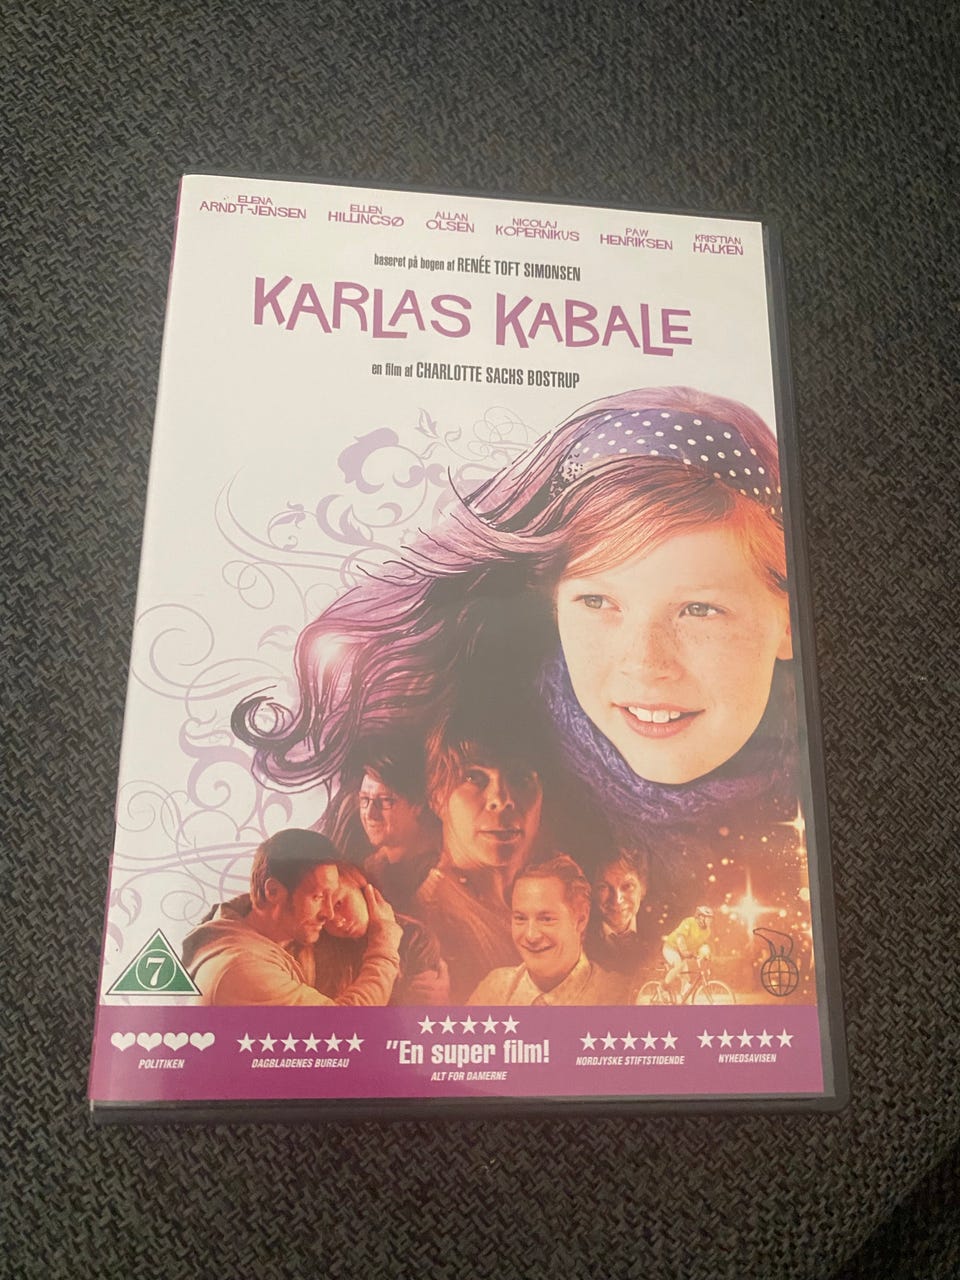 ELENA
ARNDT-JENSEN
ELLEN
HILLINGSØ
ALLAN
OLSEN
NICOLAJ
KOPERNIKUS
PAW
HENRIKSEN
KRISTIAN
HALKEN
baseret på bogen af RENÉE TOFT SIMONSEN
KARLAS KABALE
en film af CHARLOTTE SACHS BOSTRUP
7
POLITIKEN
DAGBLADENES BUREAU
"En super film!
ALT FOR DAMERNE
NORDJYSKE STIFTSTIDENDE
NYHEDSAVISEN